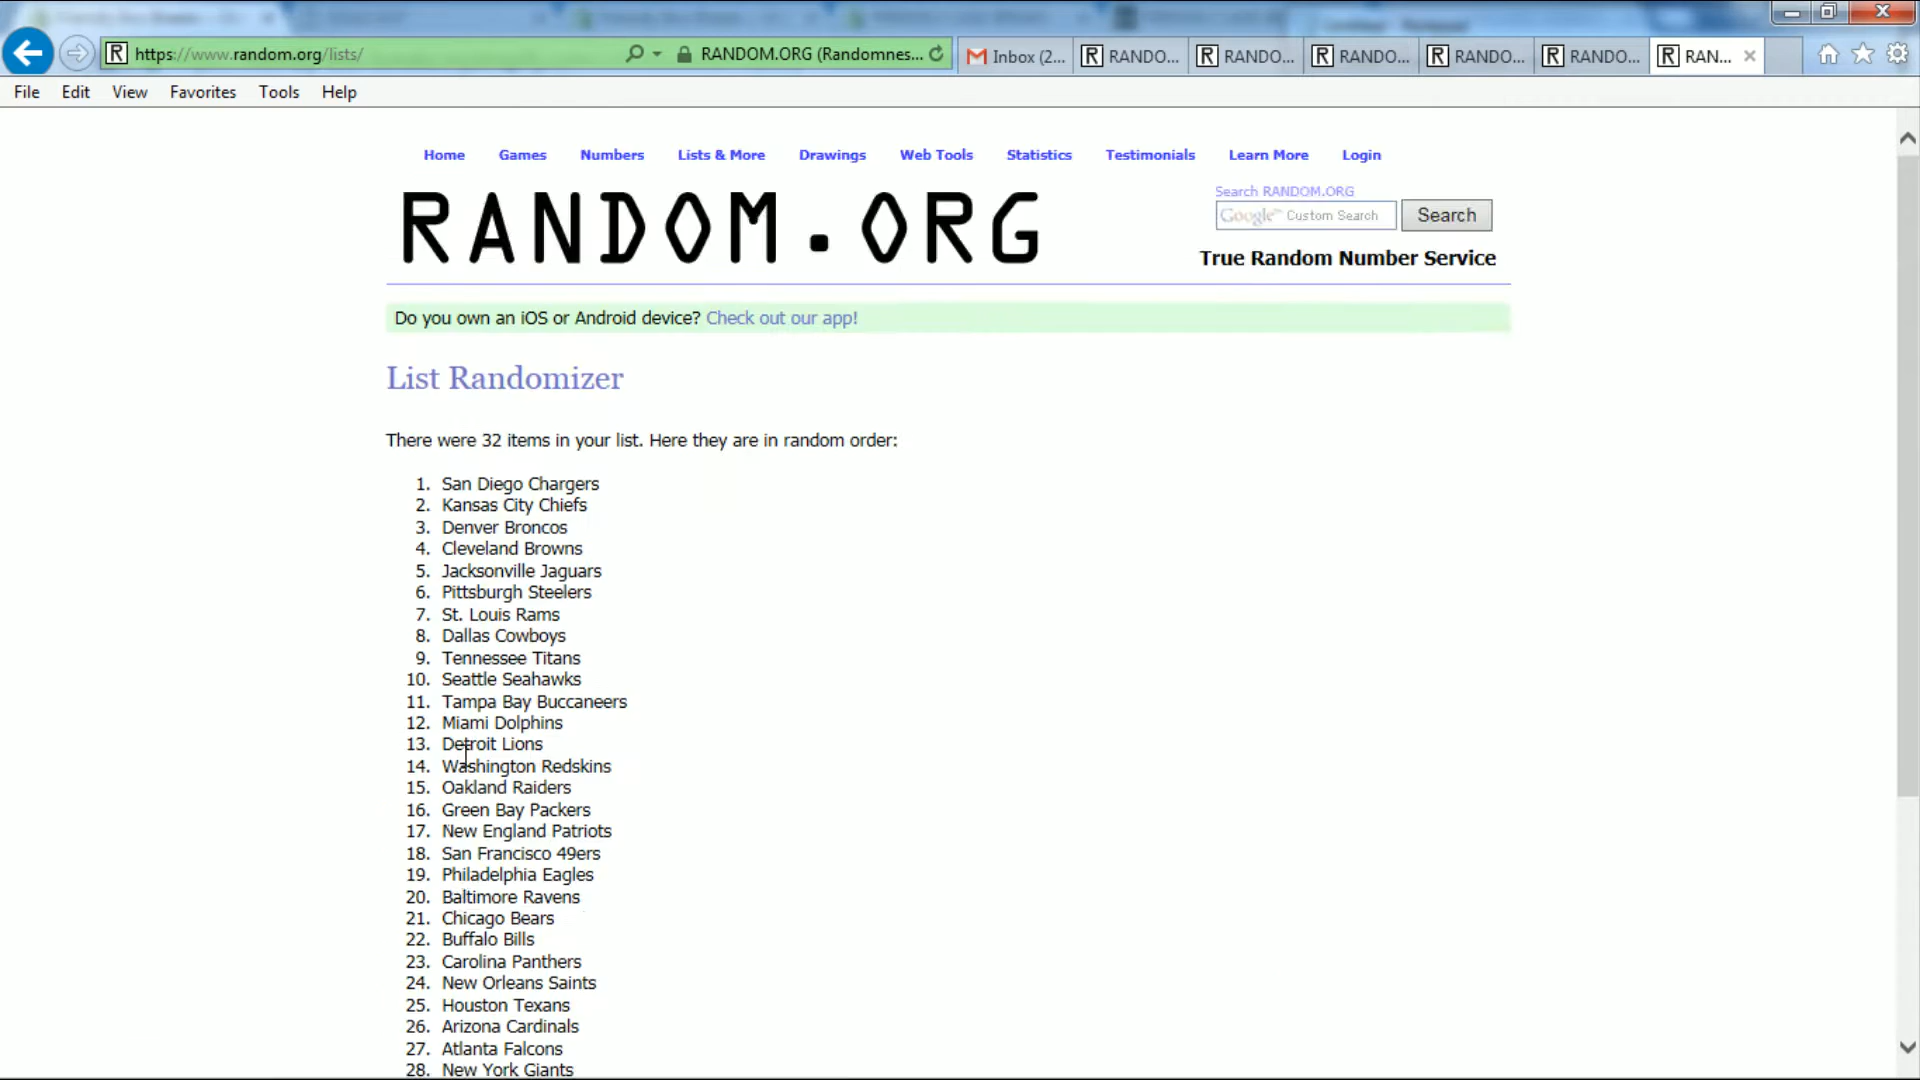 https://www.random.org/lists/
RANDOM.ORG (Randomnes...
Inbox (2...
RANDO...
RANDO...
RANDO...
RANDO...
RANDO...
RAN...
File Edit View Favorites Tools Help
Home Games Numbers Lists & More Drawings Web Tools Statistics Testimonials Learn More Login
RANDOM.ORG
Search RANDOM.ORG
Google™ Custom Search
Search
True Random Number Service
Do you own an iOS or Android device? Check out our app!
List Randomizer
There were 32 items in your list. Here they are in random order:
1. San Diego Chargers
2. Kansas City Chiefs
3. Denver Broncos
4. Cleveland Browns
5. Jacksonville Jaguars
6. Pittsburgh Steelers
7. St. Louis Rams
8. Dallas Cowboys
9. Tennessee Titans
10. Seattle Seahawks
11. Tampa Bay Buccaneers
12. Miami Dolphins
13. Detroit Lions
14. Washington Redskins
15. Oakland Raiders
16. Green Bay Packers
17. New England Patriots
18. San Francisco 49ers
19. Philadelphia Eagles
20. Baltimore Ravens
21. Chicago Bears
22. Buffalo Bills
23. Carolina Panthers
24. New Orleans Saints
25. Houston Texans
26. Arizona Cardinals
27. Atlanta Falcons
28. New York Giants